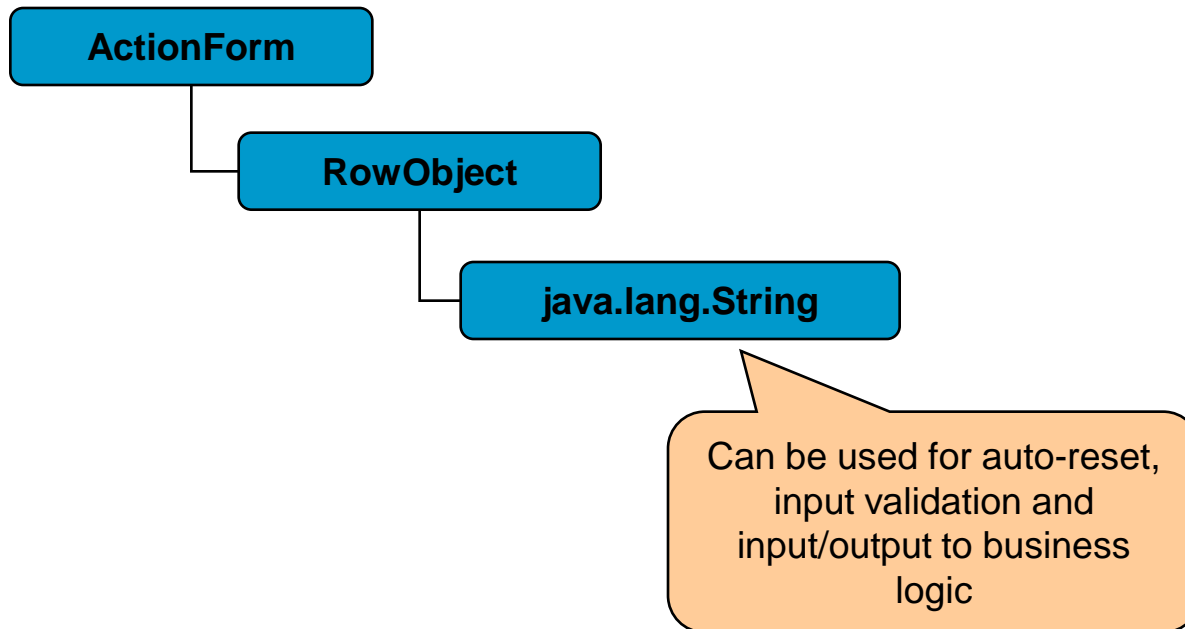 ActionForm
RowObject
java.lang.String
Can be used for auto-reset,
input validation and
input/output to business
logic